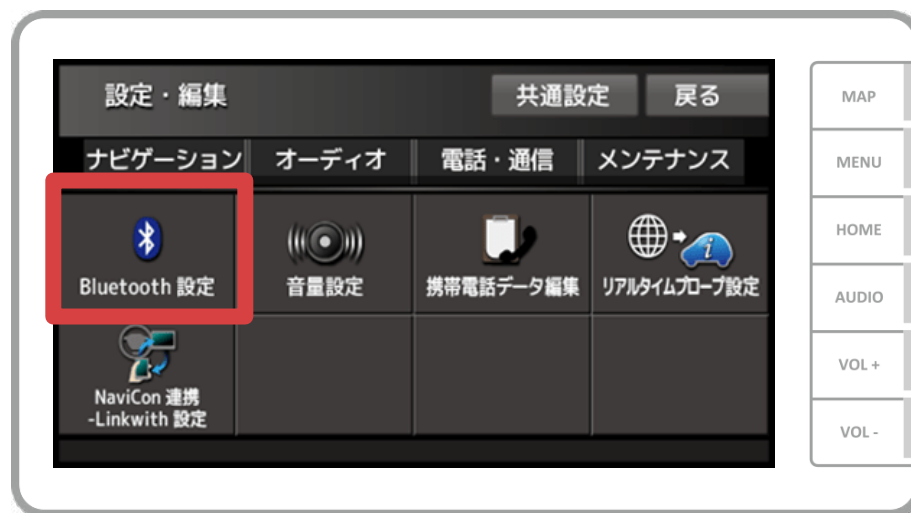 設定・編集
共通設定
戻る
ナビゲーション
オーディオ
電話・通信
メンテナンス
Bluetooth 設定
音量設定
携帯電話データ編集
リアルタイムプローブ設定
NaviCon 連携
-Linkwith 設定
MAP
MENU
HOME
AUDIO
VOL +
VOL -